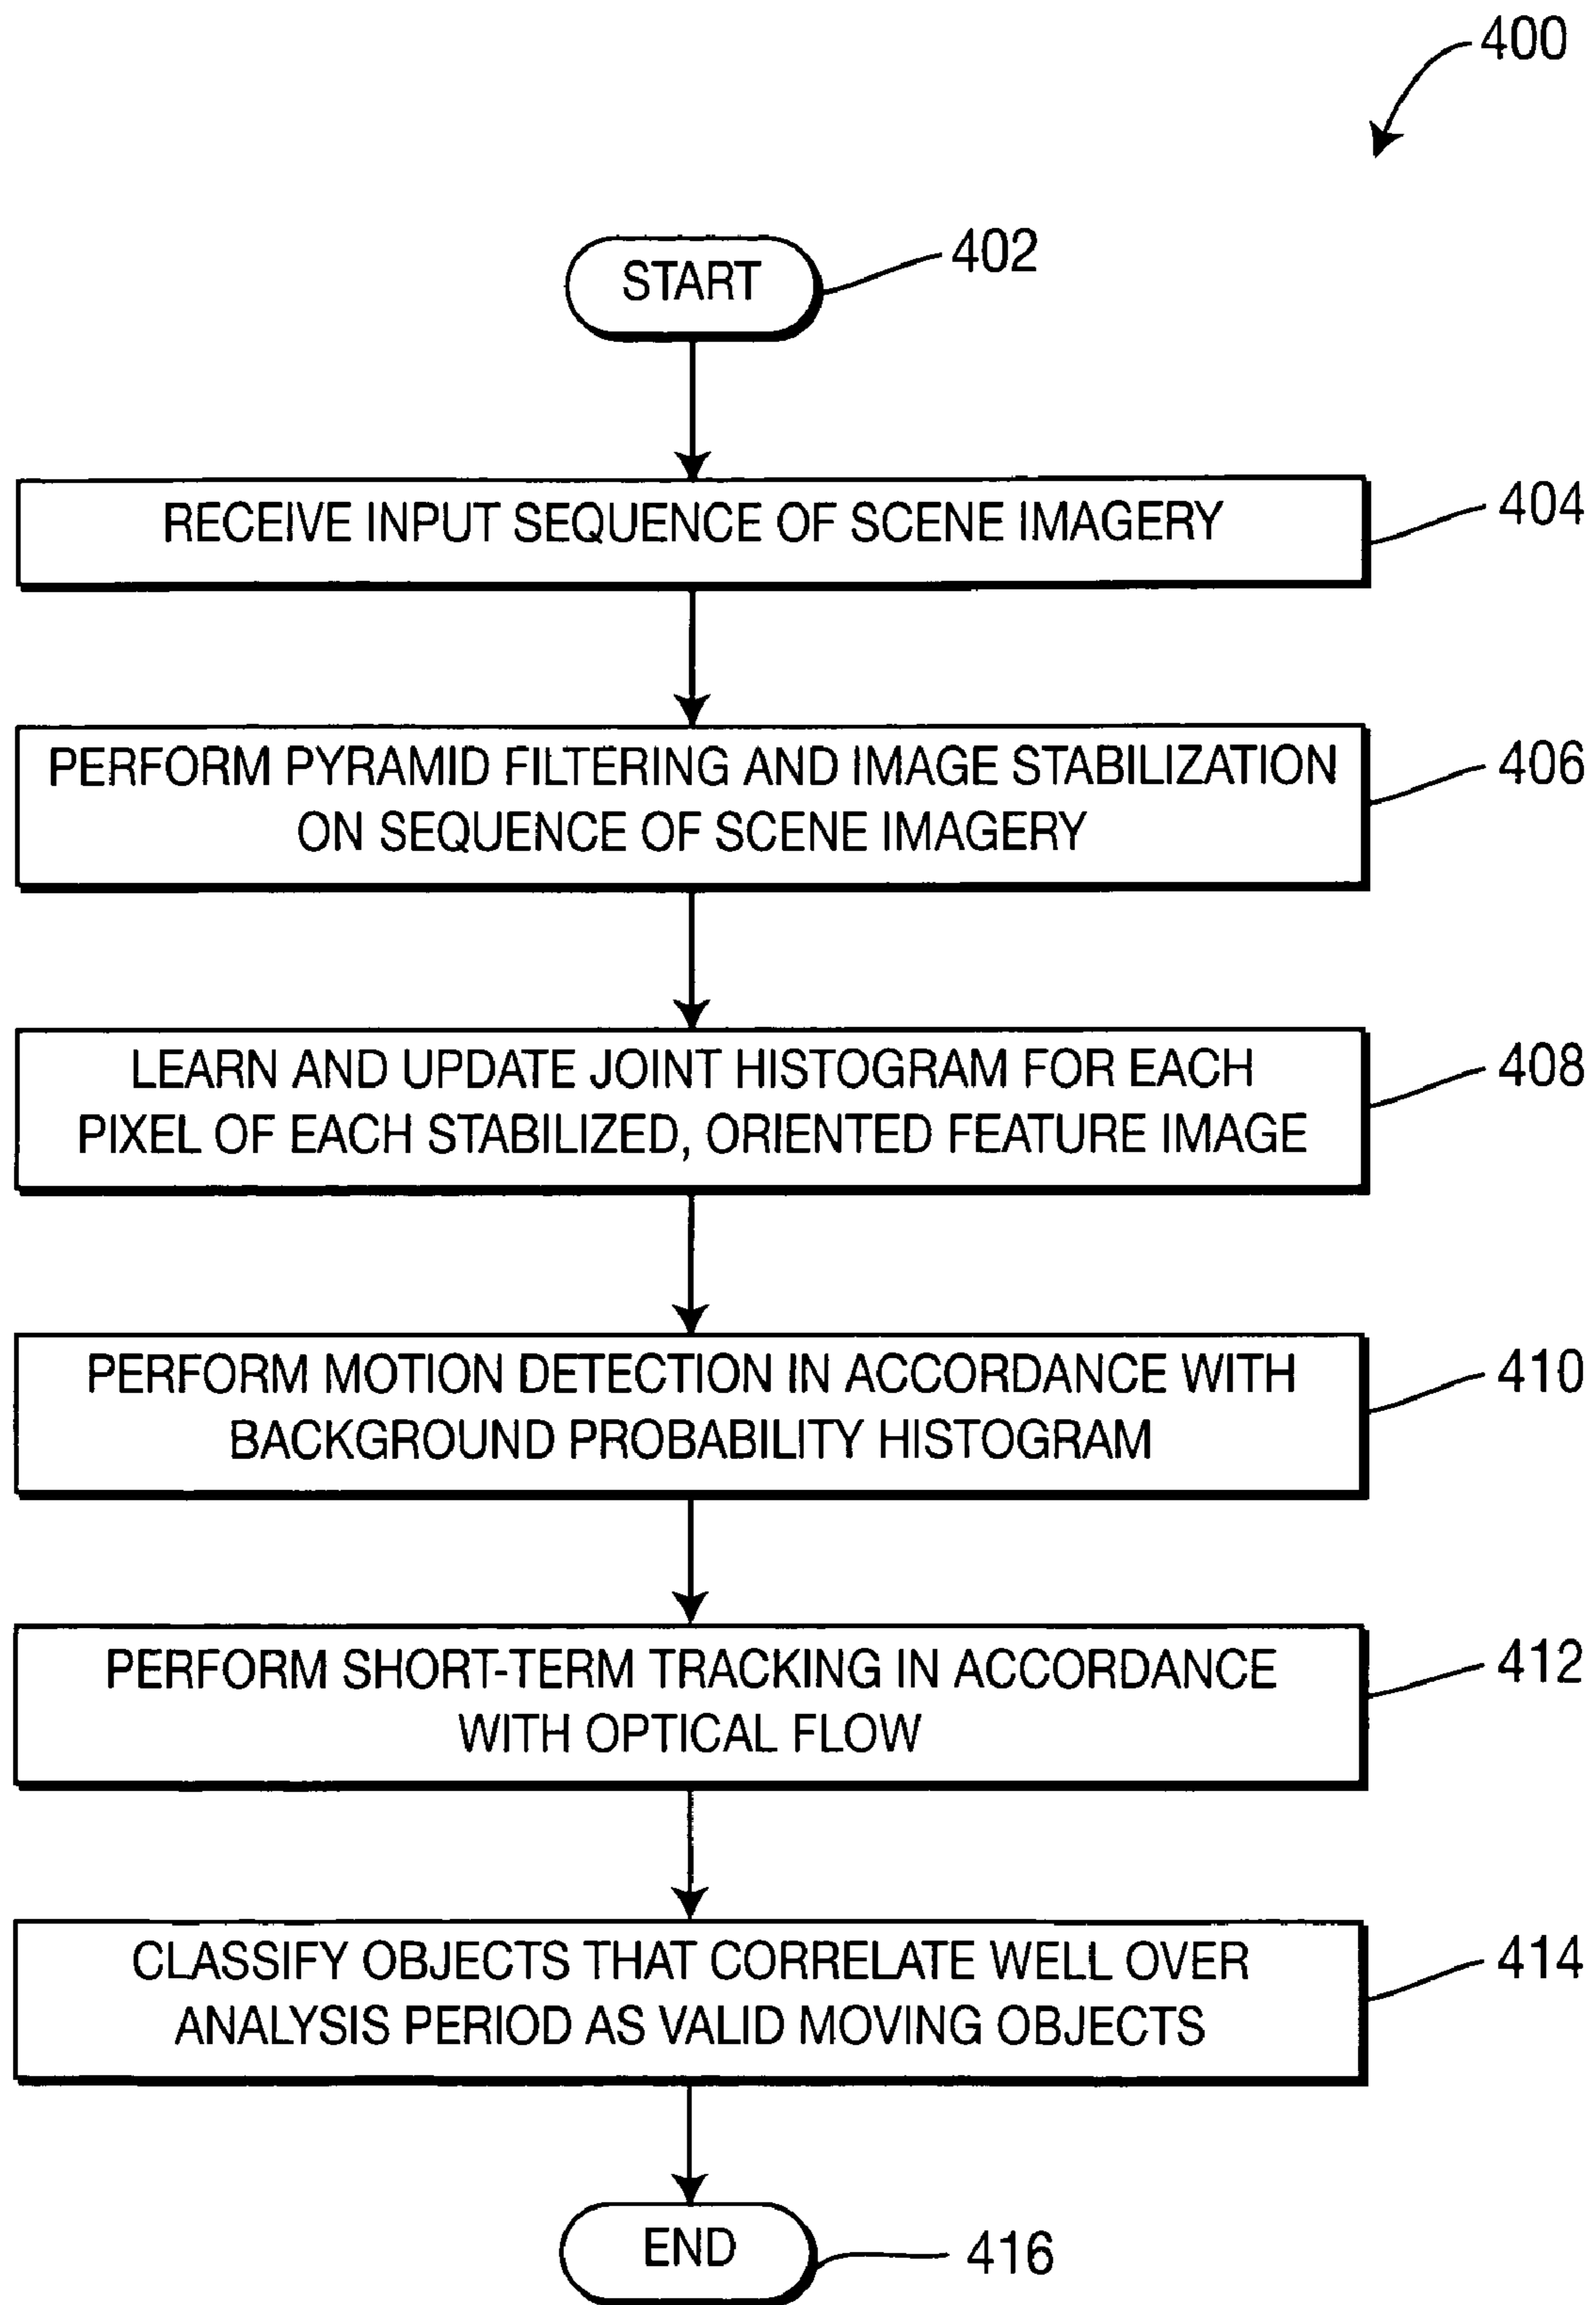 400
START
402
RECEIVE INPUT SEQUENCE OF SCENE IMAGERY
404
PERFORM PYRAMID FILTERING AND IMAGE STABILIZATION
ON SEQUENCE OF SCENE IMAGERY
406
LEARN AND UPDATE JOINT HISTOGRAM FOR EACH
PIXEL OF EACH STABILIZED, ORIENTED FEATURE IMAGE
408
PERFORM MOTION DETECTION IN ACCORDANCE WITH
BACKGROUND PROBABILITY HISTOGRAM
410
PERFORM SHORT-TERM TRACKING IN ACCORDANCE
WITH OPTICAL FLOW
412
CLASSIFY OBJECTS THAT CORRELATE WELL OVER
ANALYSIS PERIOD AS VALID MOVING OBJECTS
414
END
416